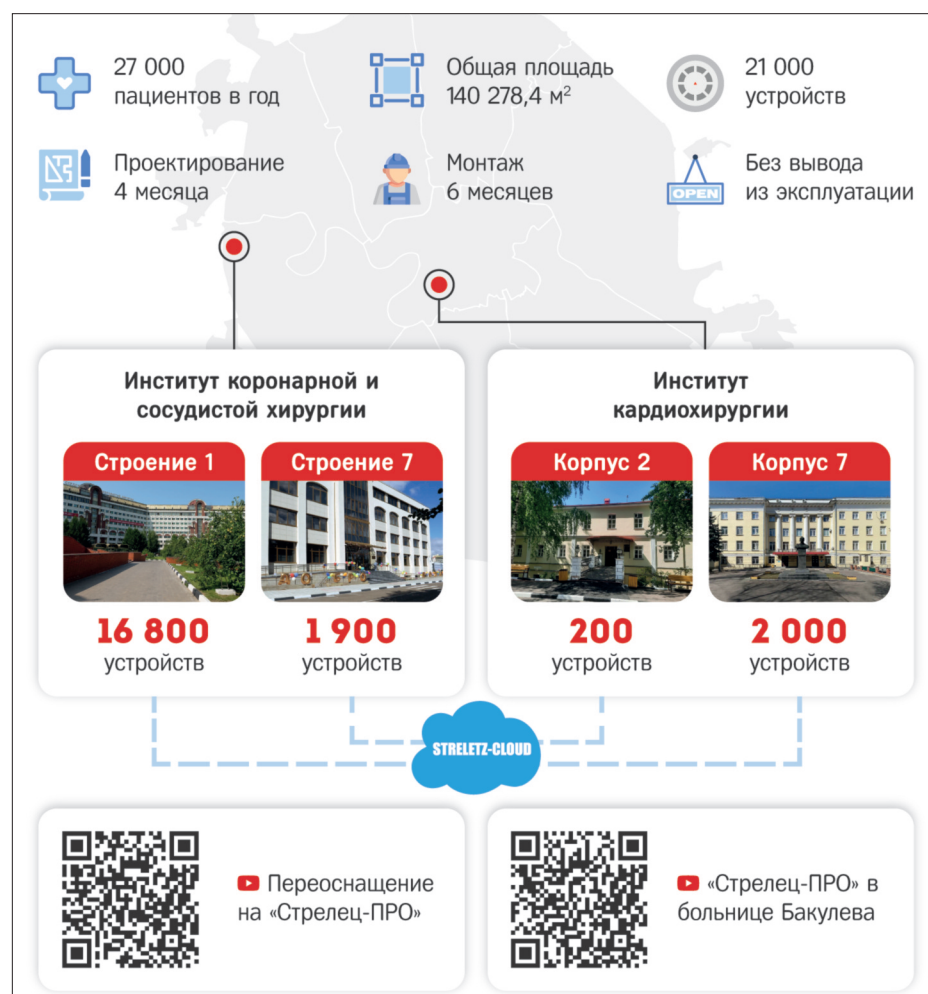 27 000
пациентов в год
Общая площадь
140 278,4 м²
21 000
устройств
Проектирование
4 месяца
Монтаж
6 месяцев
OPEN
Без вывода
из эксплуатации
Институт коронарной и
сосудистой хирургии
Строение 1
Строение 7
16 800
устройств
1 900
устройств
Институт
кардиохирургии
Корпус 2
Корпус 7
200
устройств
2 000
устройств
STRELETZ-CLOUD
Переоснащение
на «Стрелец-ПРО»
«Стрелец-ПРО» в
больнице Бакулева